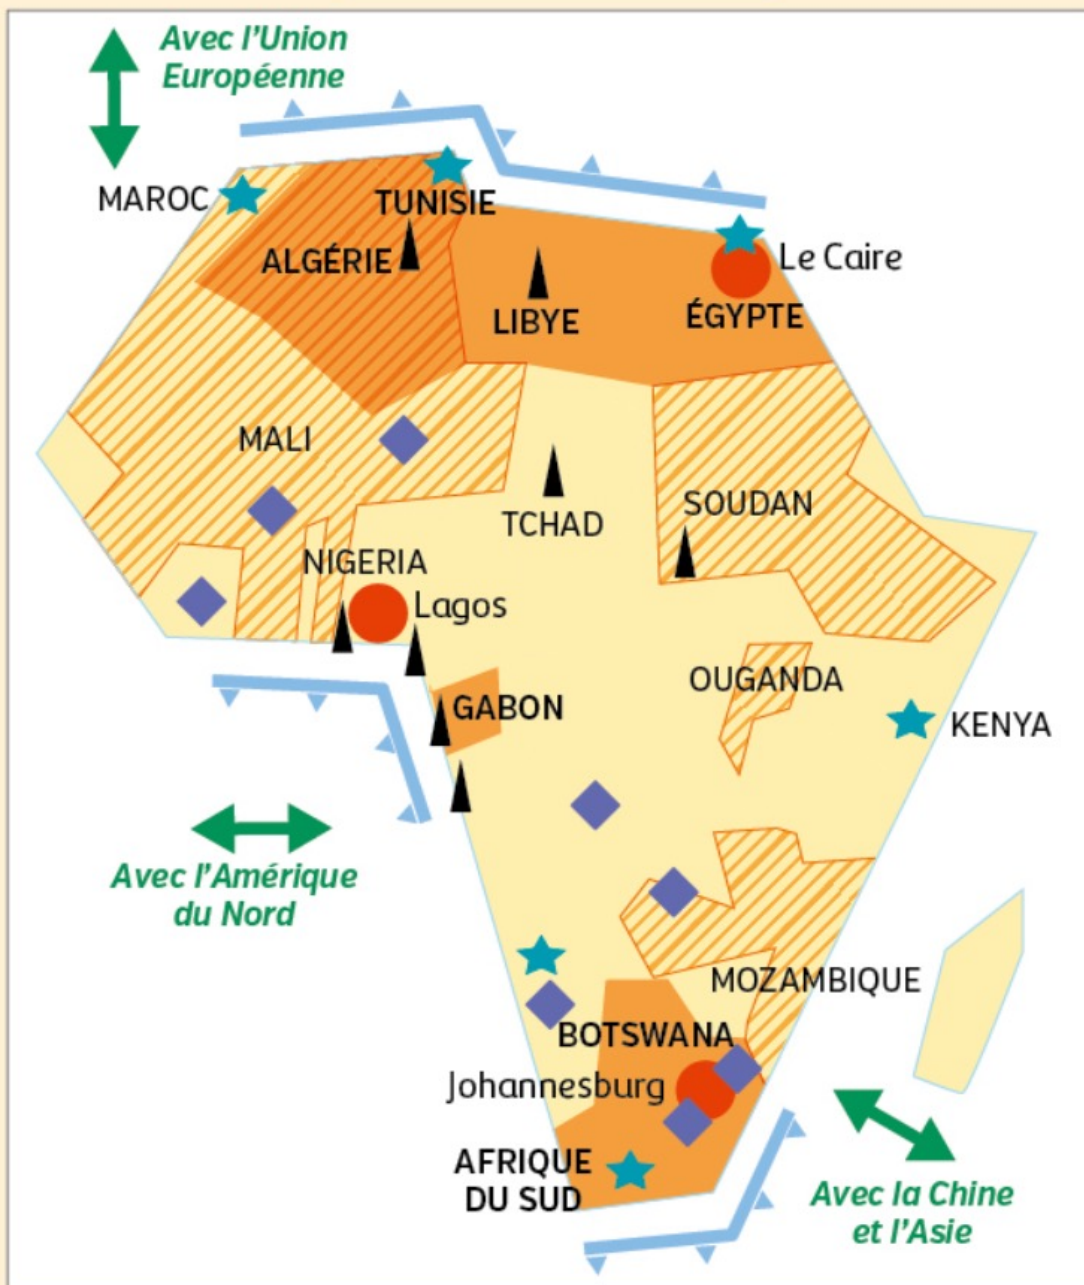 Avec l'Union
Européenne
MAROC
TUNISIE
ALGÉRIE
LIBYE
Le Caire
ÉGYPTE
MALI
TCHAD
SOUDAN
NIGERIA
Lagos
OUGANDA
GABON
KENYA
Avec l'Amérique
du Nord
MOZAMBIQUE
BOTSWANA
Johannesburg
AFRIQUE
DU SUD
Avec la Chine
et l'Asie